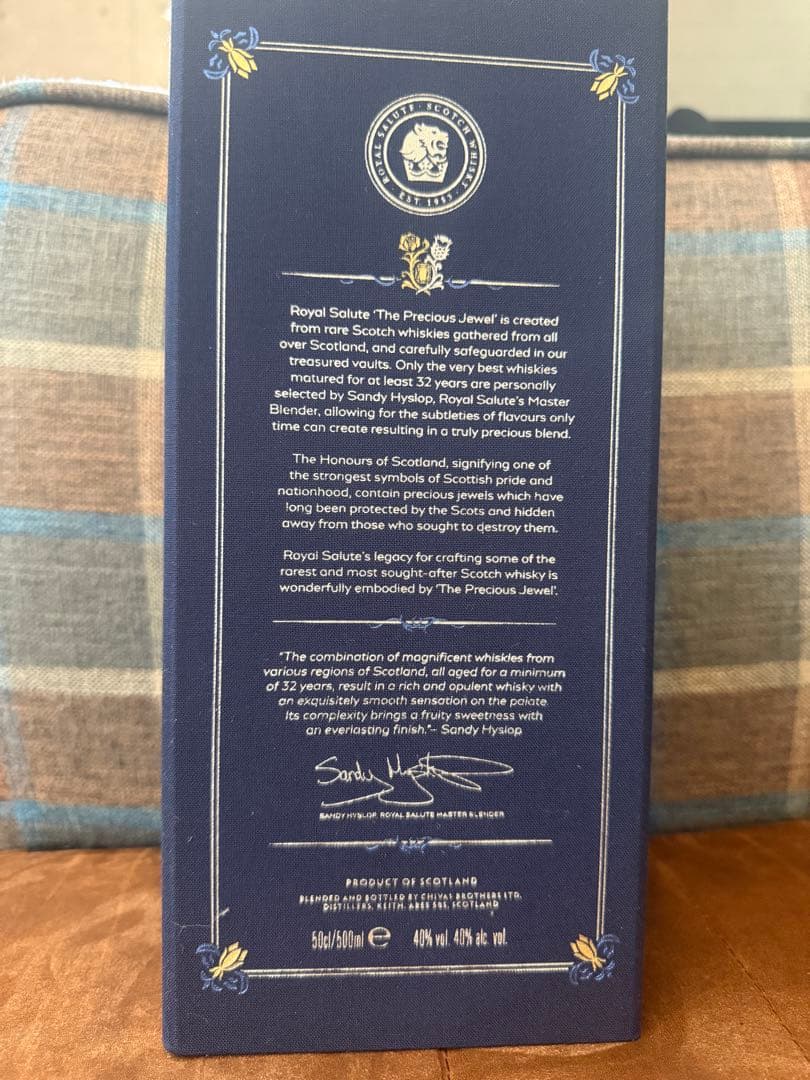 ROYAL SALUTE · SCOTCH WHISKY
· EST. 1953 ·
Royal Salute 'The Precious Jewel' is created
from rare Scotch whiskies gathered from all
over Scotland, and carefully safeguarded in our
treasured vaults. Only the very best whiskies
matured for at least 32 years are personally
selected by Sandy Hyslop, Royal Salute's Master
Blender, allowing for the subtleties of flavours only
time can create resulting in a truly precious blend.
The Honours of Scotland, signifying one of
the strongest symbols of Scottish pride and
nationhood, contain precious jewels which have
long been protected by the Scots and hidden
away from those who sought to destroy them.
Royal Salute's legacy for crafting some of the
rarest and most sought-after Scotch whisky is
wonderfully embodied by 'The Precious Jewel'.
"The combination of magnificent whiskies from
various regions of Scotland, all aged for a minimum
of 32 years, result in a rich and opulent whisky with
an exquisitely smooth sensation on the palate.
Its complexity brings a fruity sweetness with
an everlasting finish."– Sandy Hyslop
Sandy Hyslop
SANDY HYSLOP, ROYAL SALUTE MASTER BLENDER
PRODUCT OF SCOTLAND
BLENDED AND BOTTLED BY CHIVAS BROTHERS LTD,
DISTILLERS, KEITH, AB55 5BS, SCOTLAND
50cl/500ml e 40% vol. 40% alc. vol.